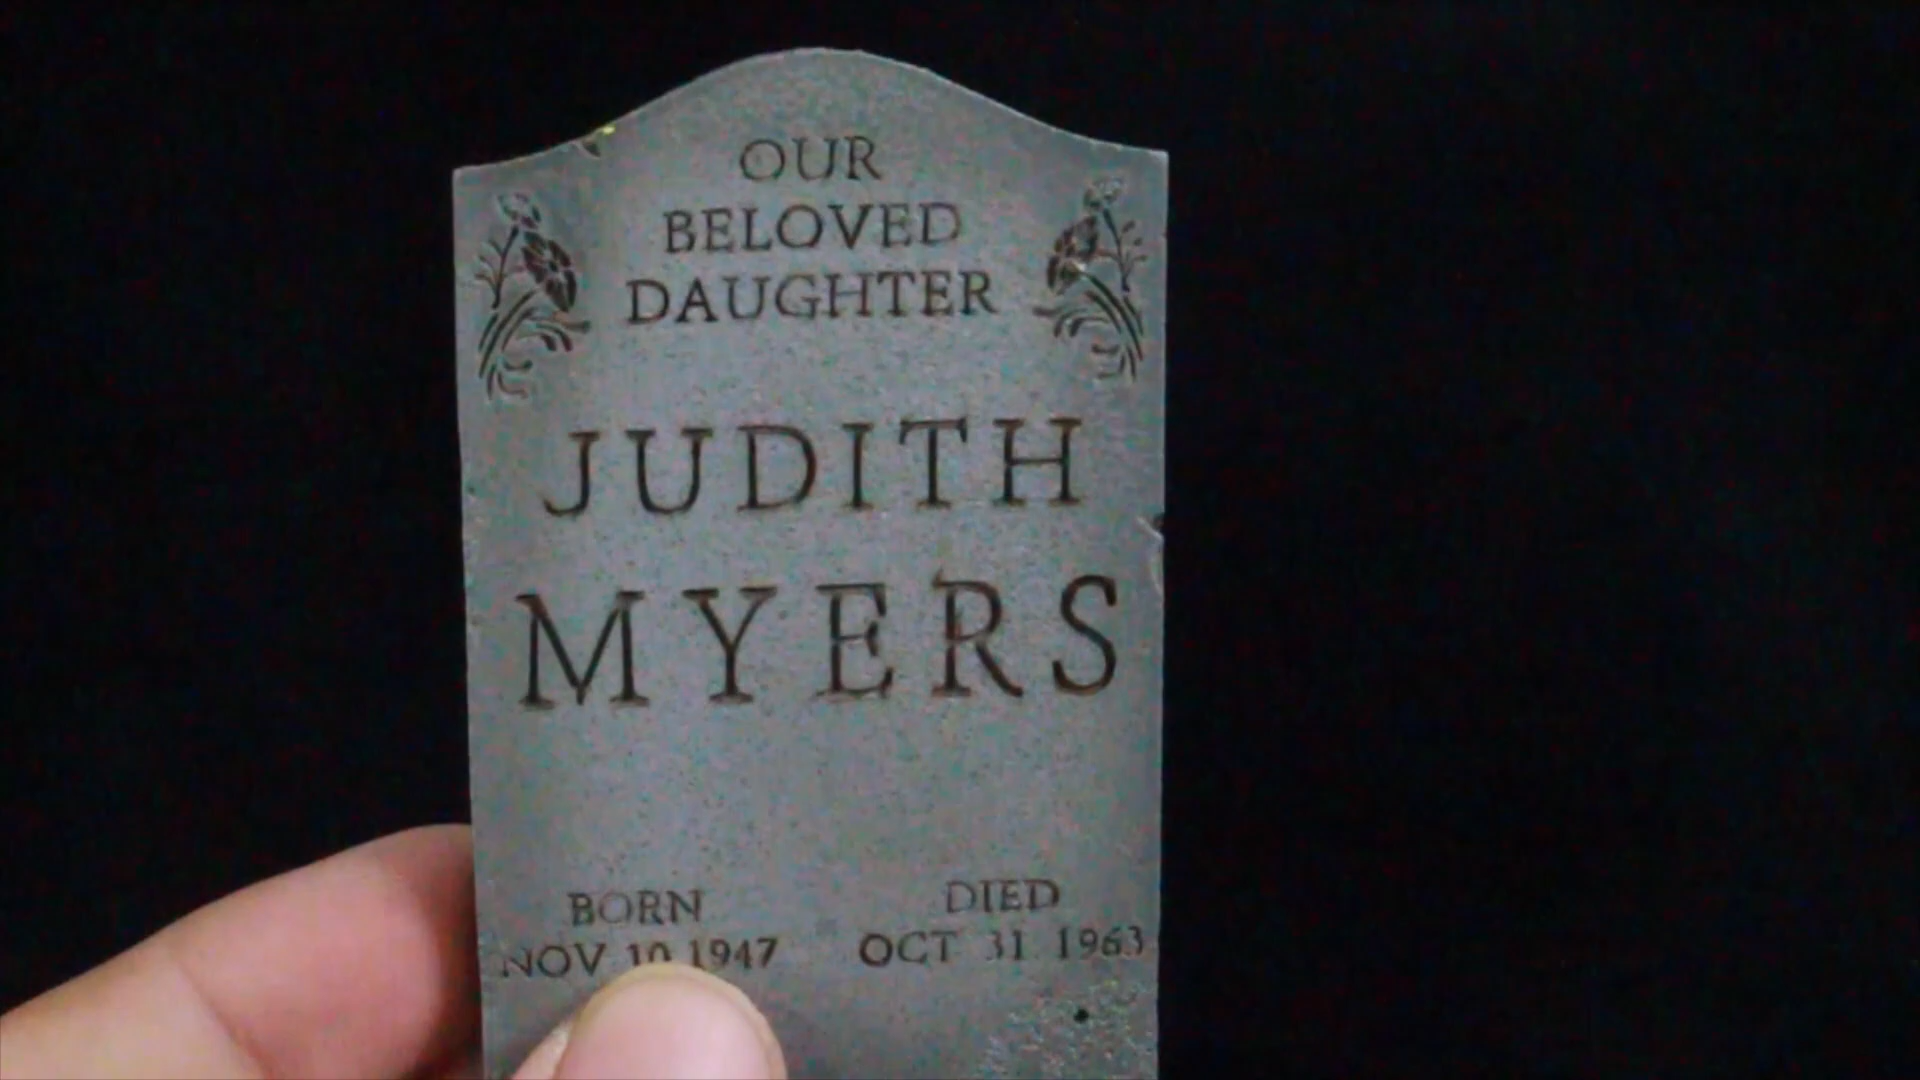 OUR
BELOVED
DAUGHTER
JUDITH
MYERS
BORN
NOV 10 1947
DIED
OCT 31 1963